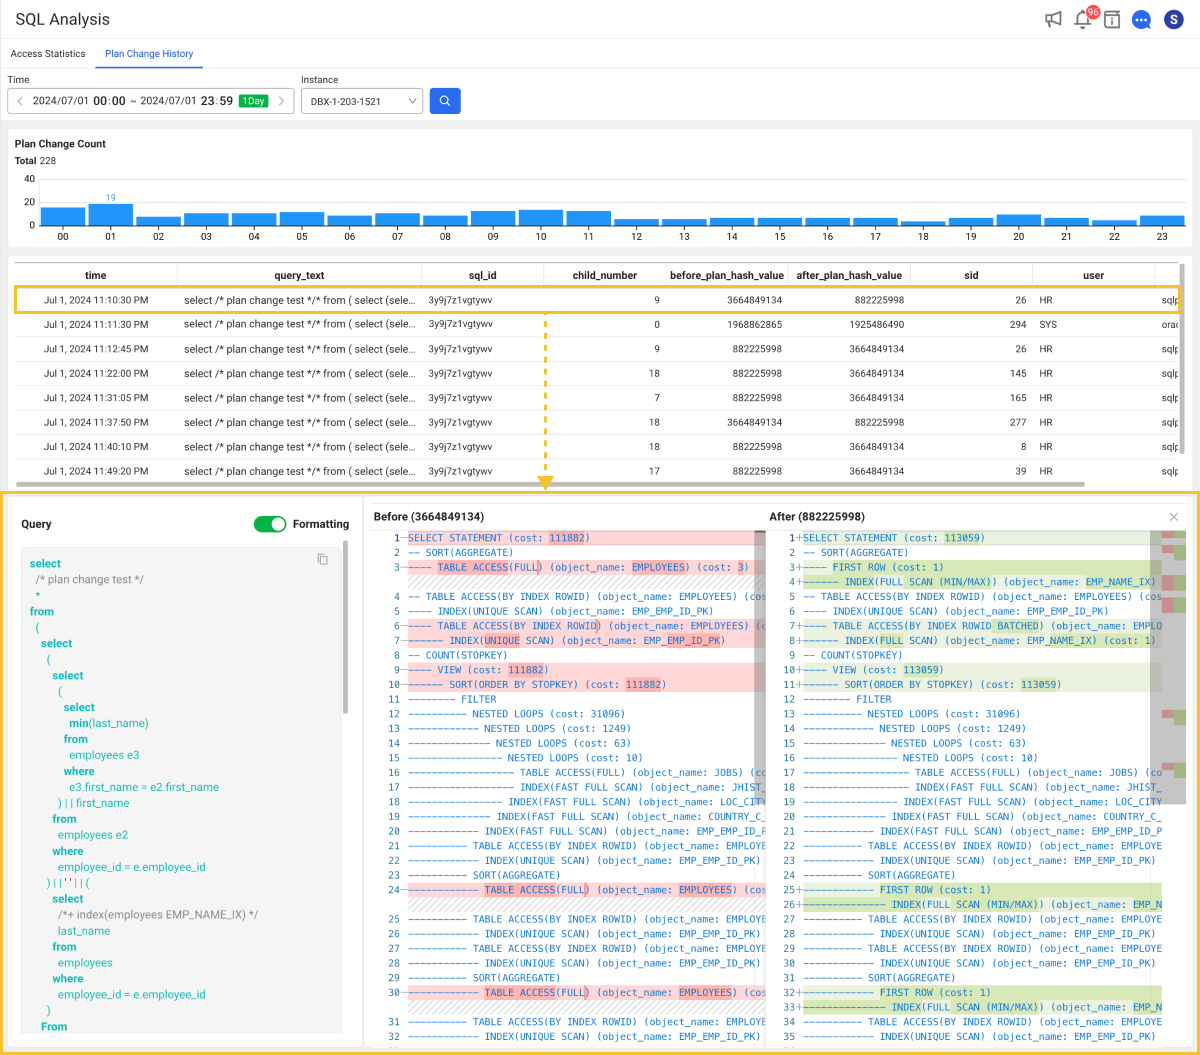 SQL Analysis
96
S
Access Statistics Plan Change History
Time Instance
2024/07/01 00:00 ~ 2024/07/01 23:59 1Day DBX-1-203-1521
Plan Change Count
Total 228
40
20
0
19
00 01 02 03 04 05 06 07 08 09 10 11 12 13 14 15 16 17 18 19 20 21 22 23
time query_text sql_id child_number before_plan_hash_value after_plan_hash_value sid user
Jul 1, 2024 11:10:30 PM select /* plan change test */* from ( select (sele... 3y9j7z1vgtywv 9 3664849134 882225998 26 HR sqlp
Jul 1, 2024 11:11:30 PM select /* plan change test */* from ( select (sele... 3y9j7z1vgtywv 0 1968862865 1925486490 294 SYS orac
Jul 1, 2024 11:12:45 PM select /* plan change test */* from ( select (sele... 3y9j7z1vgtywv 9 882225998 3664849134 26 HR sqlp
Jul 1, 2024 11:22:00 PM select /* plan change test */* from ( select (sele... 3y9j7z1vgtywv 18 882225998 3664849134 145 HR sqlp
Jul 1, 2024 11:31:05 PM select /* plan change test */* from ( select (sele... 3y9j7z1vgtywv 7 882225998 3664849134 165 HR sqlp
Jul 1, 2024 11:37:50 PM select /* plan change test */* from ( select (sele... 3y9j7z1vgtywv 18 3664849134 882225998 277 HR sqlp
Jul 1, 2024 11:40:10 PM select /* plan change test */* from ( select (sele... 3y9j7z1vgtywv 18 882225998 3664849134 8 HR sqlp
Jul 1, 2024 11:49:20 PM select /* plan change test */* from ( select (sele... 3y9j7z1vgtywv 17 882225998 3664849134 39 HR sqlp
Query Formatting
select
/* plan change test */
*
from
(
select
(
select
(
select
min(last_name)
from
employees e3
where
e3.first_name = e2.first_name
) || first_name
from
employees e2
where
employee_id = e.employee_id
) || ' ' || (
select
/*+ index(employees EMP_NAME_IX) */
last_name
from
employees
where
employee_id = e.employee_id
)
From
Before (3664849134)
1—SELECT STATEMENT (cost: 111882)
2 -- SORT(AGGREGATE)
3—---- TABLE ACCESS(FULL) (object_name: EMPLOYEES) (cost: 3)
4 -- TABLE ACCESS(BY INDEX ROWID) (object_name: EMPLOYEES) (co
5 ---- INDEX(UNIQUE SCAN) (object_name: EMP_EMP_ID_PK)
6—---- TABLE ACCESS(BY INDEX ROWID) (object_name: EMPLOYEES) (c
7—------ INDEX(UNIQUE SCAN) (object_name: EMP_EMP_ID_PK)
8 -- COUNT(STOPKEY)
9—---- VIEW (cost: 111882)
10—------ SORT(ORDER BY STOPKEY) (cost: 111882)
11 -------- FILTER
12 ---------- NESTED LOOPS (cost: 31096)
13 ------------ NESTED LOOPS (cost: 1249)
14 -------------- NESTED LOOPS (cost: 63)
15 ---------------- NESTED LOOPS (cost: 10)
16 ------------------ TABLE ACCESS(FULL) (object_name: JOBS) (co
17 ------------------ INDEX(FAST FULL SCAN) (object_name: JHIST_
18 ---------------- INDEX(FAST FULL SCAN) (object_name: LOC_CITY
19 -------------- INDEX(FAST FULL SCAN) (object_name: COUNTRY_C_
20 ------------ INDEX(FAST FULL SCAN) (object_name: EMP_EMP_ID_P
21 ---------- TABLE ACCESS(BY INDEX ROWID) (object_name: EMPLOYE
22 ------------ INDEX(UNIQUE SCAN) (object_name: EMP_EMP_ID_PK)
23 ---------- SORT(AGGREGATE)
24—------------ TABLE ACCESS(FULL) (object_name: EMPLOYEES) (cos
25 ---------- TABLE ACCESS(BY INDEX ROWID) (object_name: EMPLOYE
26 ------------ INDEX(UNIQUE SCAN) (object_name: EMP_EMP_ID_PK)
27 ---------- TABLE ACCESS(BY INDEX ROWID) (object_name: EMPLOYE
28 ------------ INDEX(UNIQUE SCAN) (object_name: EMP_EMP_ID_PK)
29 ---------- SORT(AGGREGATE)
30—------------ TABLE ACCESS(FULL) (object_name: EMPLOYEES) (cos
31 ---------- TABLE ACCESS(BY INDEX ROWID) (object_name: EMPLOYE
32 ------------ INDEX(UNIQUE SCAN) (object_name: EMP_EMP_ID_PK)
After (882225998)
1+SELECT STATEMENT (cost: 113059)
2 -- SORT(AGGREGATE)
3+---- FIRST ROW (cost: 1)
4+------ INDEX(FULL SCAN (MIN/MAX)) (object_name: EMP_NAME_IX)
5 -- TABLE ACCESS(BY INDEX ROWID) (object_name: EMPLOYEES) (cos
6 ---- INDEX(UNIQUE SCAN) (object_name: EMP_EMP_ID_PK)
7+---- TABLE ACCESS(BY INDEX ROWID BATCHED) (object_name: EMPLO
8+------ INDEX(FULL SCAN) (object_name: EMP_NAME_IX) (cost: 1)
9 -- COUNT(STOPKEY)
10+---- VIEW (cost: 113059)
11+------ SORT(ORDER BY STOPKEY) (cost: 113059)
12 -------- FILTER
13 ---------- NESTED LOOPS (cost: 31096)
14 ------------ NESTED LOOPS (cost: 1249)
15 -------------- NESTED LOOPS (cost: 63)
16 ---------------- NESTED LOOPS (cost: 10)
17 ------------------ TABLE ACCESS(FULL) (object_name: JOBS) (co
18 ------------------ INDEX(FAST FULL SCAN) (object_name: JHIST_
19 ---------------- INDEX(FAST FULL SCAN) (object_name: LOC_CITY
20 -------------- INDEX(FAST FULL SCAN) (object_name: COUNTRY_C_
21 ------------ INDEX(FAST FULL SCAN) (object_name: EMP_EMP_ID_P
22 ---------- TABLE ACCESS(BY INDEX ROWID) (object_name: EMPLOYE
23 ------------ INDEX(UNIQUE SCAN) (object_name: EMP_EMP_ID_PK)
24 ---------- SORT(AGGREGATE)
25+------------ FIRST ROW (cost: 1)
26+-------------- INDEX(FULL SCAN (MIN/MAX)) (object_name: EMP_N
27 ---------- TABLE ACCESS(BY INDEX ROWID) (object_name: EMPLOYE
28 ------------ INDEX(UNIQUE SCAN) (object_name: EMP_EMP_ID_PK)
29 ---------- TABLE ACCESS(BY INDEX ROWID) (object_name: EMPLOYE
30 ------------ INDEX(UNIQUE SCAN) (object_name: EMP_EMP_ID_PK)
31 ---------- SORT(AGGREGATE)
32+------------ FIRST ROW (cost: 1)
33+-------------- INDEX(FULL SCAN (MIN/MAX)) (object_name: EMP_N
34 ---------- TABLE ACCESS(BY INDEX ROWID) (object_name: EMPLOYE
35 ------------ INDEX(UNIQUE SCAN) (object_name: EMP_EMP_ID_PK)